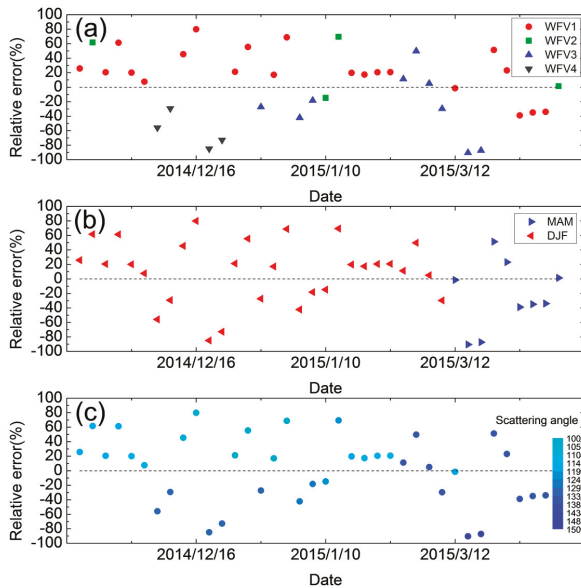 (a)
WFV1
WFV2
WFV3
WFV4
Relative error(%)
100
80
60
40
20
0
-20
-40
-60
-80
-100
2014/12/16 2015/1/10 2015/3/12
Date
(b)
MAM
DJF
Relative error(%)
100
80
60
40
20
0
-20
-40
-60
-80
-100
2014/12/16 2015/1/10 2015/3/12
Date
(c)
Scattering angle
100
105
110
114
119
124
129
133
138
143
148
150
Relative error(%)
100
80
60
40
20
0
-20
-40
-60
-80
-100
2014/12/16 2015/1/10 2015/3/12
Date